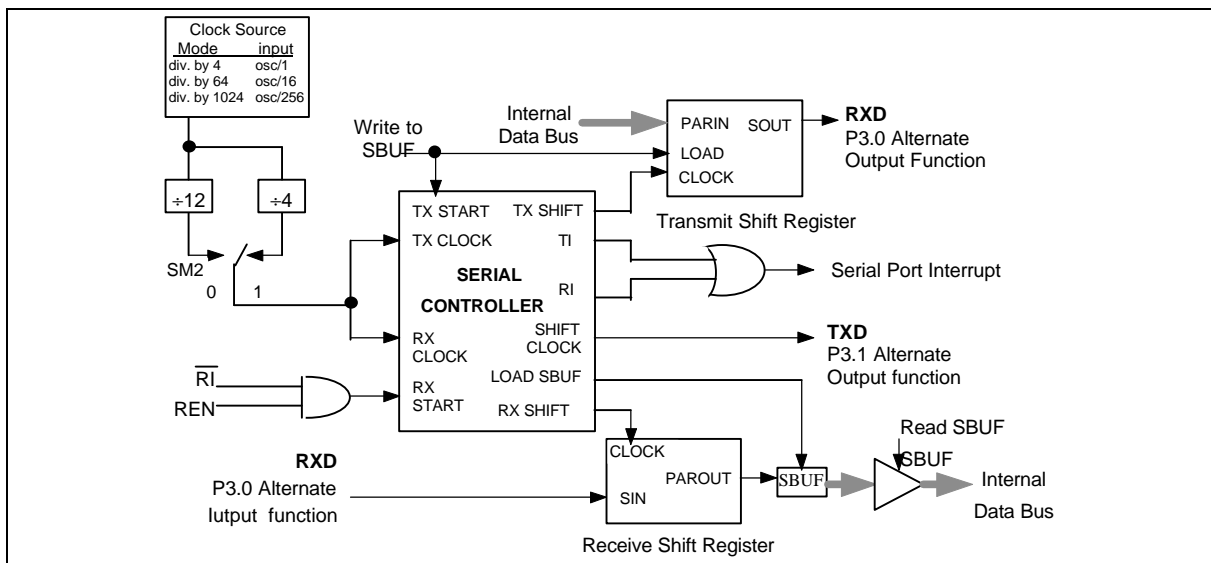 Clock Source
Mode input
div. by 4 osc/1
div. by 64 osc/16
div. by 1024 osc/256
÷12
÷4
SM2
0 1
Write to
SBUF
Internal
Data Bus
PARIN SOUT
LOAD
CLOCK
RXD
P3.0 Alternate
Output Function
Transmit Shift Register
TX START TX SHIFT
TX CLOCK TI
SERIAL
CONTROLLER
RI
RX
CLOCK
SHIFT
CLOCK
LOAD SBUF
RX
START
RX SHIFT
Serial Port Interrupt
TXD
P3.1 Alternate
Output function
RI
REN
RXD
P3.0 Alternate
Iutput function
CLOCK
PAROUT
SIN
Receive Shift Register
SBUF
Read SBUF
SBUF
Internal
Data Bus